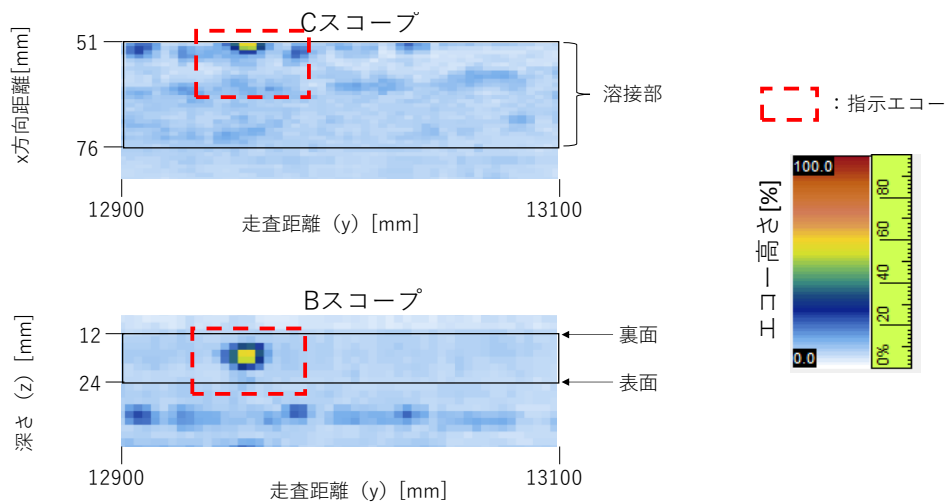 Cスコープ
51
76
x方向距離[mm]
溶接部
12900
13100
走査距離（y）[mm]
：指示エコー
エコー高さ[%]
100.0
0.0
80
60
40
20
0%
Bスコープ
12
24
深さ（z）[mm]
裏面
表面
12900
13100
走査距離（y）[mm]